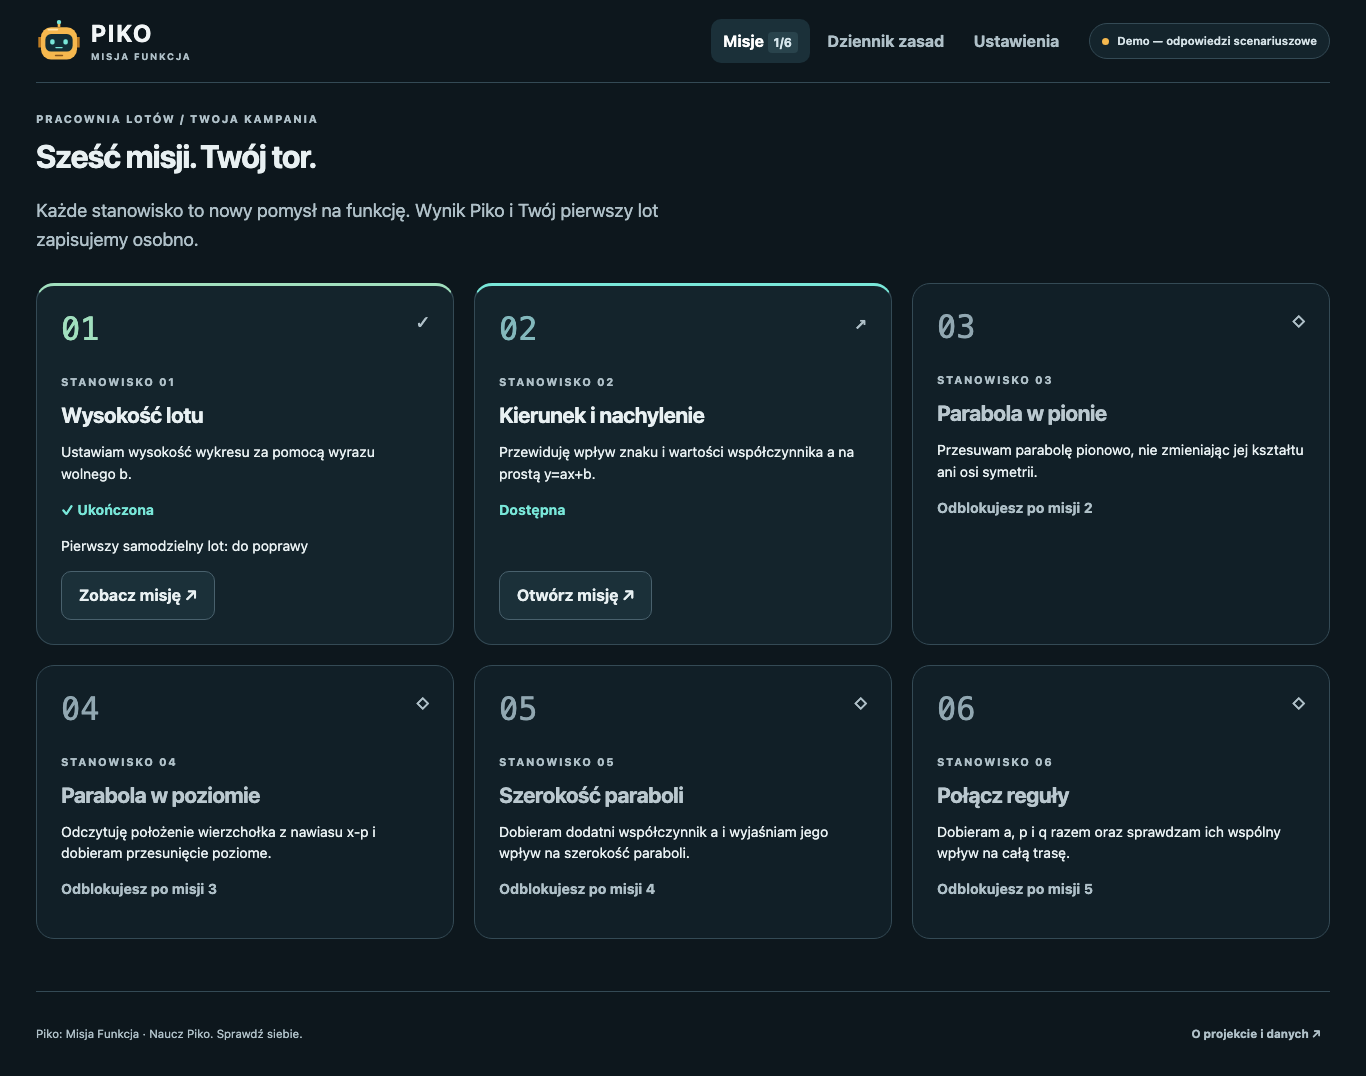 PIKO
MISJA FUNKCJA
Misje 1/6
Dziennik zasad
Ustawienia
Demo — odpowiedzi scenariuszowe
PRACOWNIA LOTÓW / TWOJA KAMPANIA
Sześć misji. Twój tor.
Każde stanowisko to nowy pomysł na funkcję. Wynik Piko i Twój pierwszy lot
zapisujemy osobno.
01
✓
STANOWISKO 01
Wysokość lotu
Ustawiam wysokość wykresu za pomocą wyrazu
wolnego b.
✓ Ukończona
Pierwszy samodzielny lot: do poprawy
Zobacz misję ↗
02
↗
STANOWISKO 02
Kierunek i nachylenie
Przewiduję wpływ znaku i wartości współczynnika a na
prostą y=ax+b.
Dostępna
Otwórz misję ↗
03
◇
STANOWISKO 03
Parabola w pionie
Przesuwam parabolę pionowo, nie zmieniając jej kształtu
ani osi symetrii.
Odblokujesz po misji 2
04
◇
STANOWISKO 04
Parabola w poziomie
Odczytuję położenie wierzchołka z nawiasu x-p i
dobieram przesunięcie poziome.
Odblokujesz po misji 3
05
◇
STANOWISKO 05
Szerokość paraboli
Dobieram dodatni współczynnik a i wyjaśniam jego
wpływ na szerokość paraboli.
Odblokujesz po misji 4
06
◇
STANOWISKO 06
Połącz reguły
Dobieram a, p i q razem oraz sprawdzam ich wspólny
wpływ na całą trasę.
Odblokujesz po misji 5
Piko: Misja Funkcja · Naucz Piko. Sprawdź siebie.
O projekcie i danych ↗